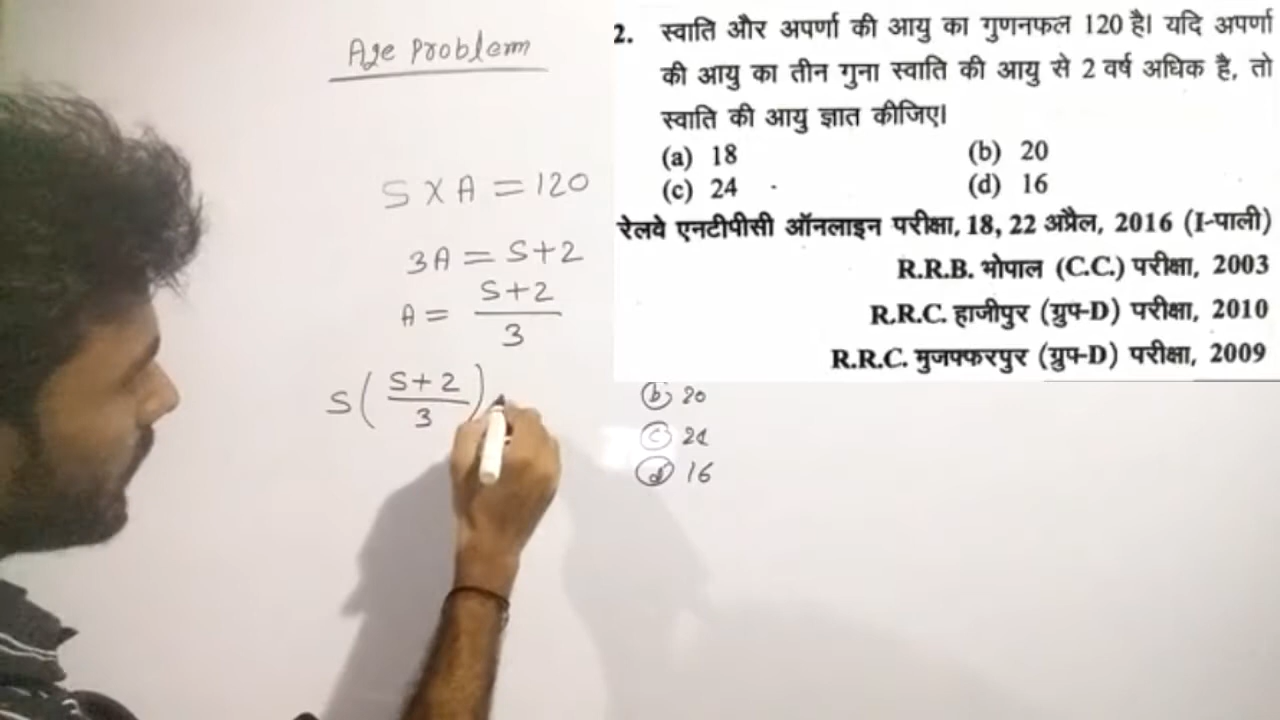 Age Problem
S X A = 120
3A = S+2
A = S+2/3
S(S+2/3)
2. स्वाति और अपर्णा की आयु का गुणनफल 120 है। यदि अपर्णा
की आयु का तीन गुना स्वाति की आयु से 2 वर्ष अधिक है, तो
स्वाति की आयु ज्ञात कीजिए।
(a) 18 (b) 20
(c) 24 (d) 16
रेलवे एनटीपीसी ऑनलाइन परीक्षा, 18, 22 अप्रैल, 2016 (I-पाली)
R.R.B. भोपाल (C.C.) परीक्षा, 2003
R.R.C. हाजीपुर (ग्रुप-D) परीक्षा, 2010
R.R.C. मुजफ्करपुर (ग्रुप-D) परीक्षा, 2009
(b) 20
(c) 24
(d) 16